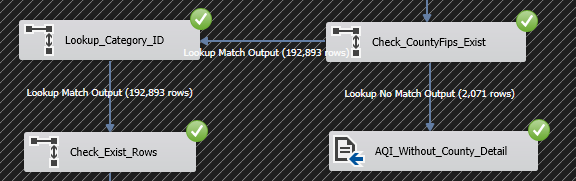 Lookup_Category_ID
Lookup Match Output (192,893 rows)
Check_CountyFips_Exist
Lookup Match Output (192,893 rows)
Lookup No Match Output (2,071 rows)
Check_Exist_Rows
AQI_Without_County_Detail